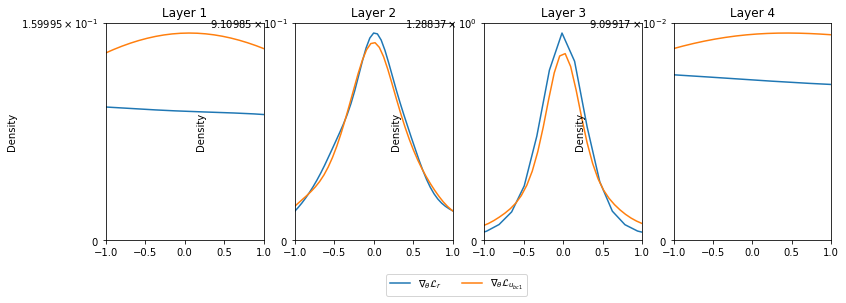 Layer 1
Layer 2
Layer 3
Layer 4
1.59995 × 10⁻¹
9.10985 × 10⁻¹
1.28837 × 10⁰
9.09917 × 10⁻²
Density
Density
Density
Density
0
0
0
0
−1.0 −0.5 0.0 0.5 1.0
−1.0 −0.5 0.0 0.5 1.0
−1.0 −0.5 0.0 0.5 1.0
−1.0 −0.5 0.0 0.5 1.0
∇θℒr
∇θℒubc1